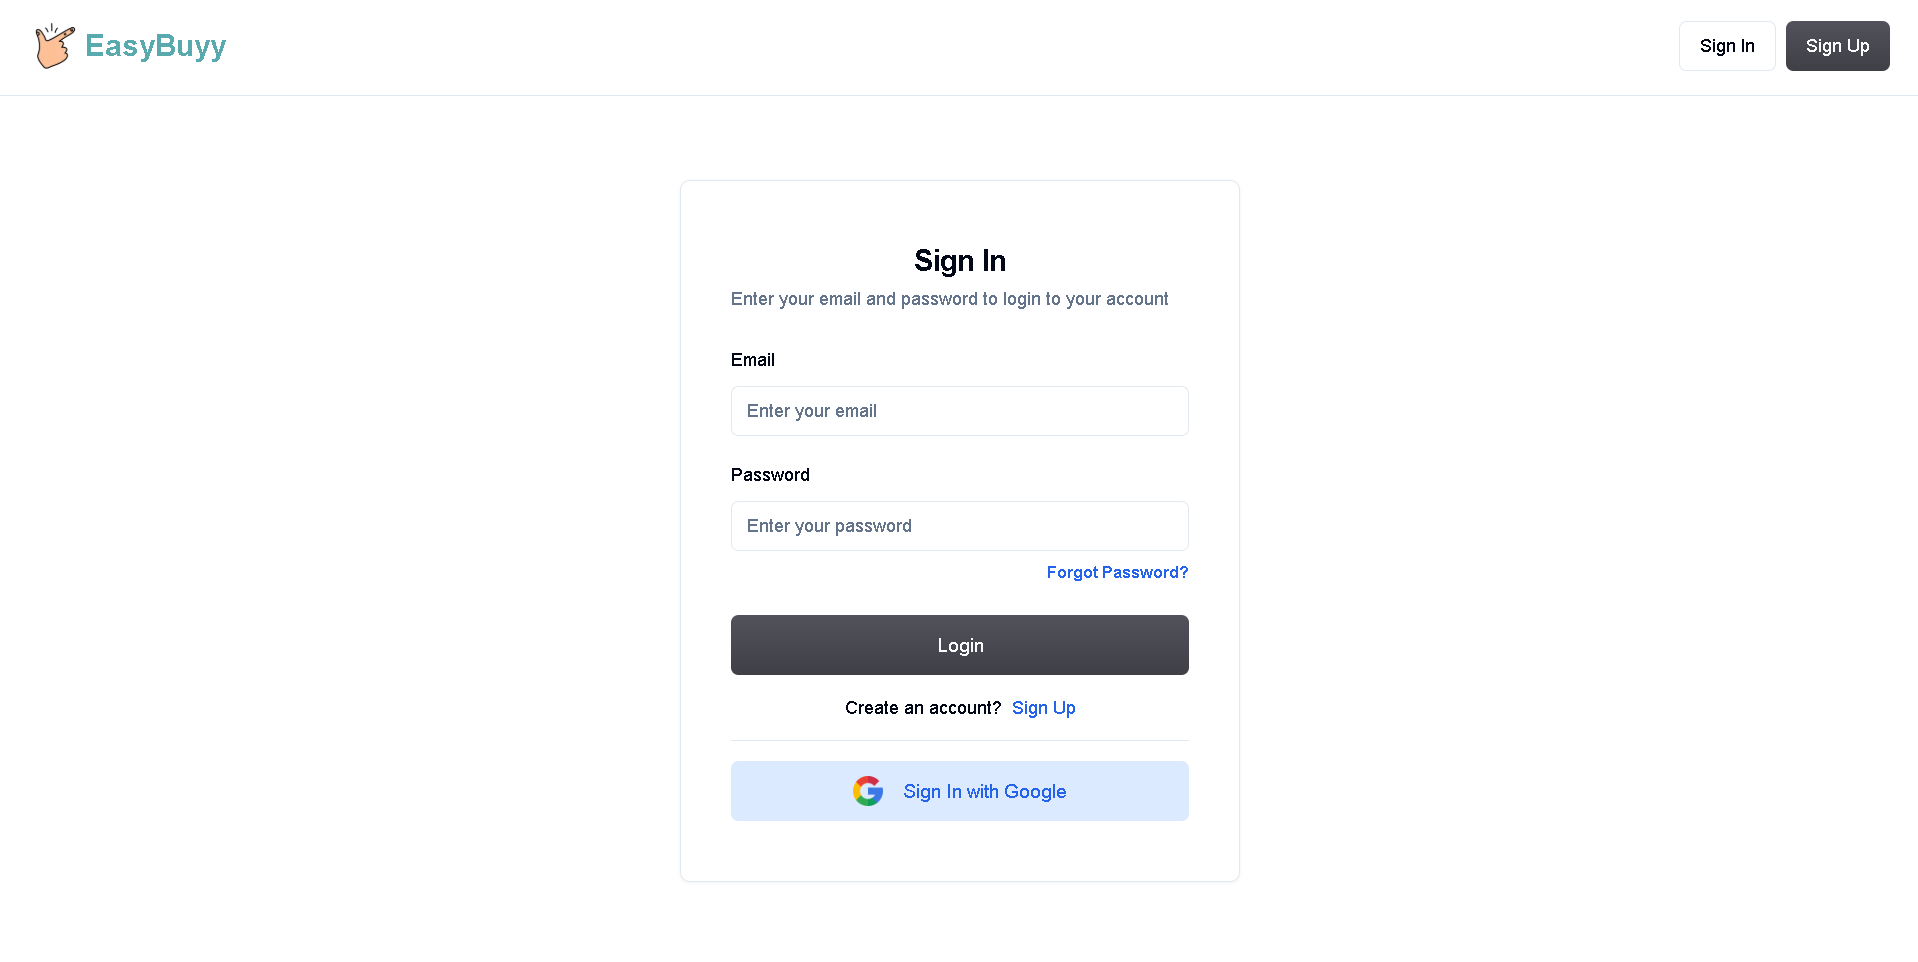 EasyBuyy
Sign In
Sign Up
Sign In
Enter your email and password to login to your account
Email
Enter your email
Password
Enter your password
Forgot Password?
Login
Create an account? Sign Up
Sign In with Google